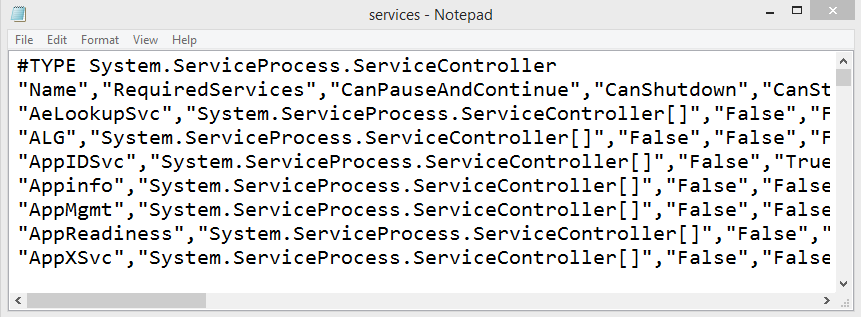 services - Notepad
File Edit Format View Help
#TYPE System.ServiceProcess.ServiceController
"Name","RequiredServices","CanPauseAndContinue","CanShutdown","CanSt
"AeLookupSvc","System.ServiceProcess.ServiceController[]","False","F
"ALG","System.ServiceProcess.ServiceController[]","False","False","F
"AppIDSvc","System.ServiceProcess.ServiceController[]","False","True
"Appinfo","System.ServiceProcess.ServiceController[]","False","False
"AppMgmt","System.ServiceProcess.ServiceController[]","False","False
"AppReadiness","System.ServiceProcess.ServiceController[]","False","
"AppXSvc","System.ServiceProcess.ServiceController[]","False","False